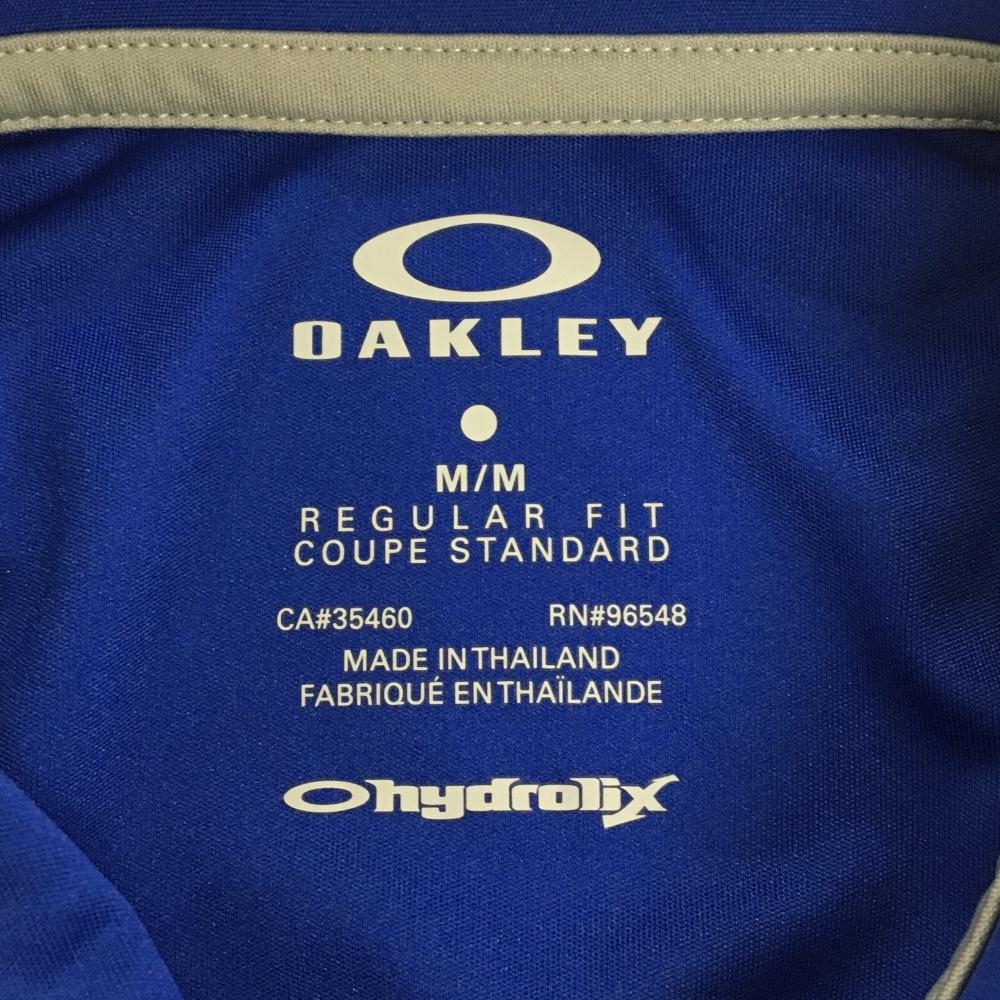 OAKLEY
M/M
REGULAR FIT
COUPE STANDARD
CA#35460 RN#96548
MADE IN THAILAND
FABRIQUÉ EN THAÏLANDE
hydrolix